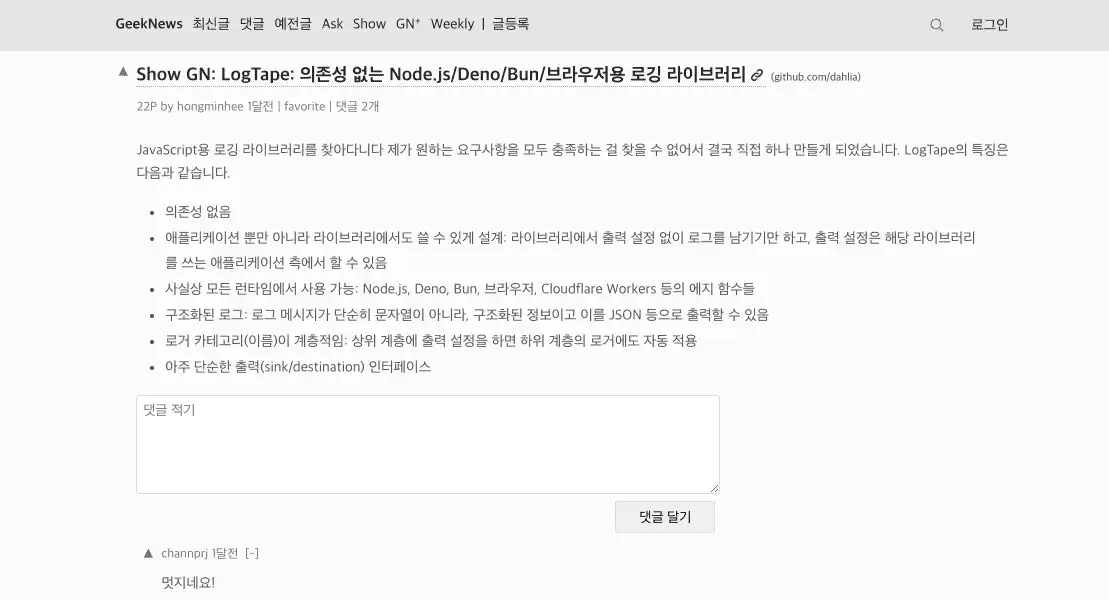 GeekNews 최신글 댓글 예전글 Ask Show GN⁺ Weekly | 글등록 로그인
▲ Show GN: LogTape: 의존성 없는 Node.js/Deno/Bun/브라우저용 로깅 라이브러리 (github.com/dahlia)
22P by hongminhee 1달전 | favorite | 댓글 2개
JavaScript용 로깅 라이브러리를 찾아다니다 제가 원하는 요구사항을 모두 충족하는 걸 찾을 수 없어서 결국 직접 하나 만들게 되었습니다. LogTape의 특징은
다음과 같습니다.
• 의존성 없음
• 애플리케이션 뿐만 아니라 라이브러리에서도 쓸 수 있게 설계: 라이브러리에서 출력 설정 없이 로그를 남기기만 하고, 출력 설정은 해당 라이브러리
를 쓰는 애플리케이션 측에서 할 수 있음
• 사실상 모든 런타임에서 사용 가능: Node.js, Deno, Bun, 브라우저, Cloudflare Workers 등의 에지 함수들
• 구조화된 로그: 로그 메시지가 단순히 문자열이 아니라, 구조화된 정보이고 이를 JSON 등으로 출력할 수 있음
• 로거 카테고리(이름)이 계층적임: 상위 계층에 출력 설정을 하면 하위 계층의 로거에도 자동 적용
• 아주 단순한 출력(sink/destination) 인터페이스
댓글 적기
댓글 달기
▲ channprj 1달전 [-]
멋지네요!